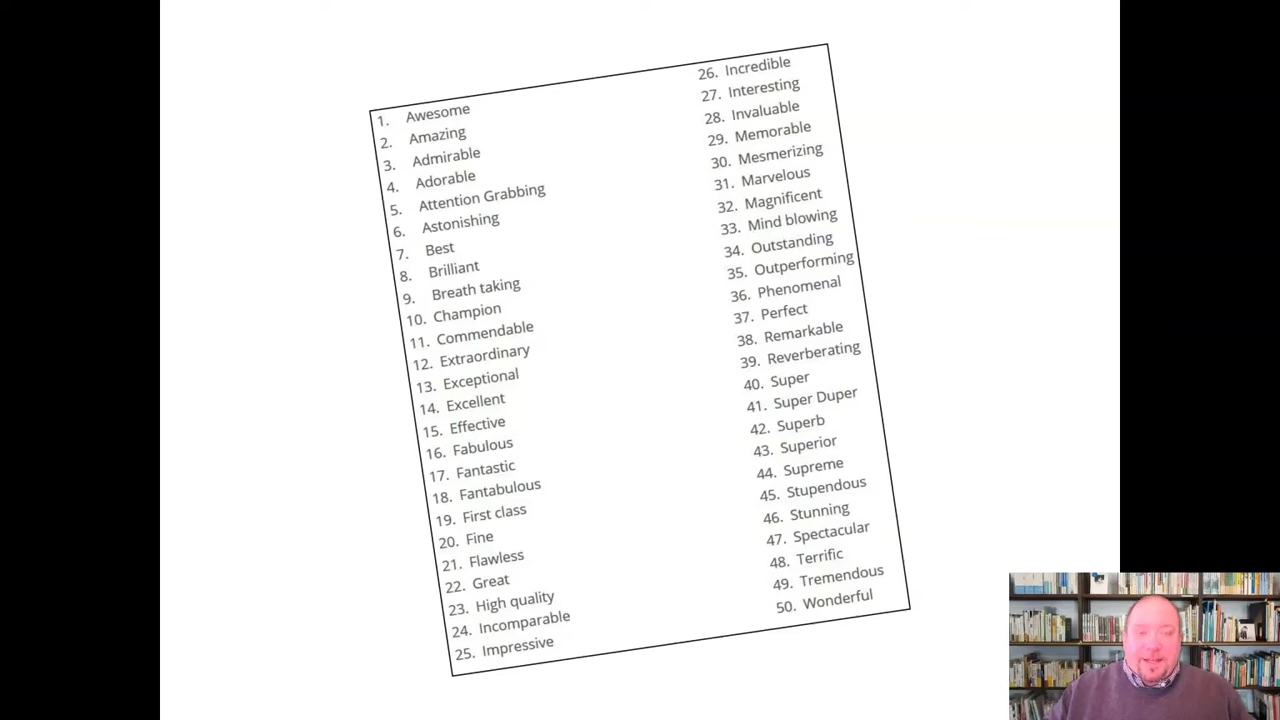 1. Awesome
2. Amazing
3. Admirable
4. Adorable
5. Attention Grabbing
6. Astonishing
7. Best
8. Brilliant
9. Breath taking
10. Champion
11. Commendable
12. Extraordinary
13. Exceptional
14. Excellent
15. Effective
16. Fabulous
17. Fantastic
18. Fantabulous
19. First class
20. Fine
21. Flawless
22. Great
23. High quality
24. Incomparable
25. Impressive
26. Incredible
27. Interesting
28. Invaluable
29. Memorable
30. Mesmerizing
31. Marvelous
32. Magnificent
33. Mind blowing
34. Outstanding
35. Outperforming
36. Phenomenal
37. Perfect
38. Remarkable
39. Reverberating
40. Super
41. Super Duper
42. Superb
43. Superior
44. Supreme
45. Stupendous
46. Stunning
47. Spectacular
48. Terrific
49. Tremendous
50. Wonderful